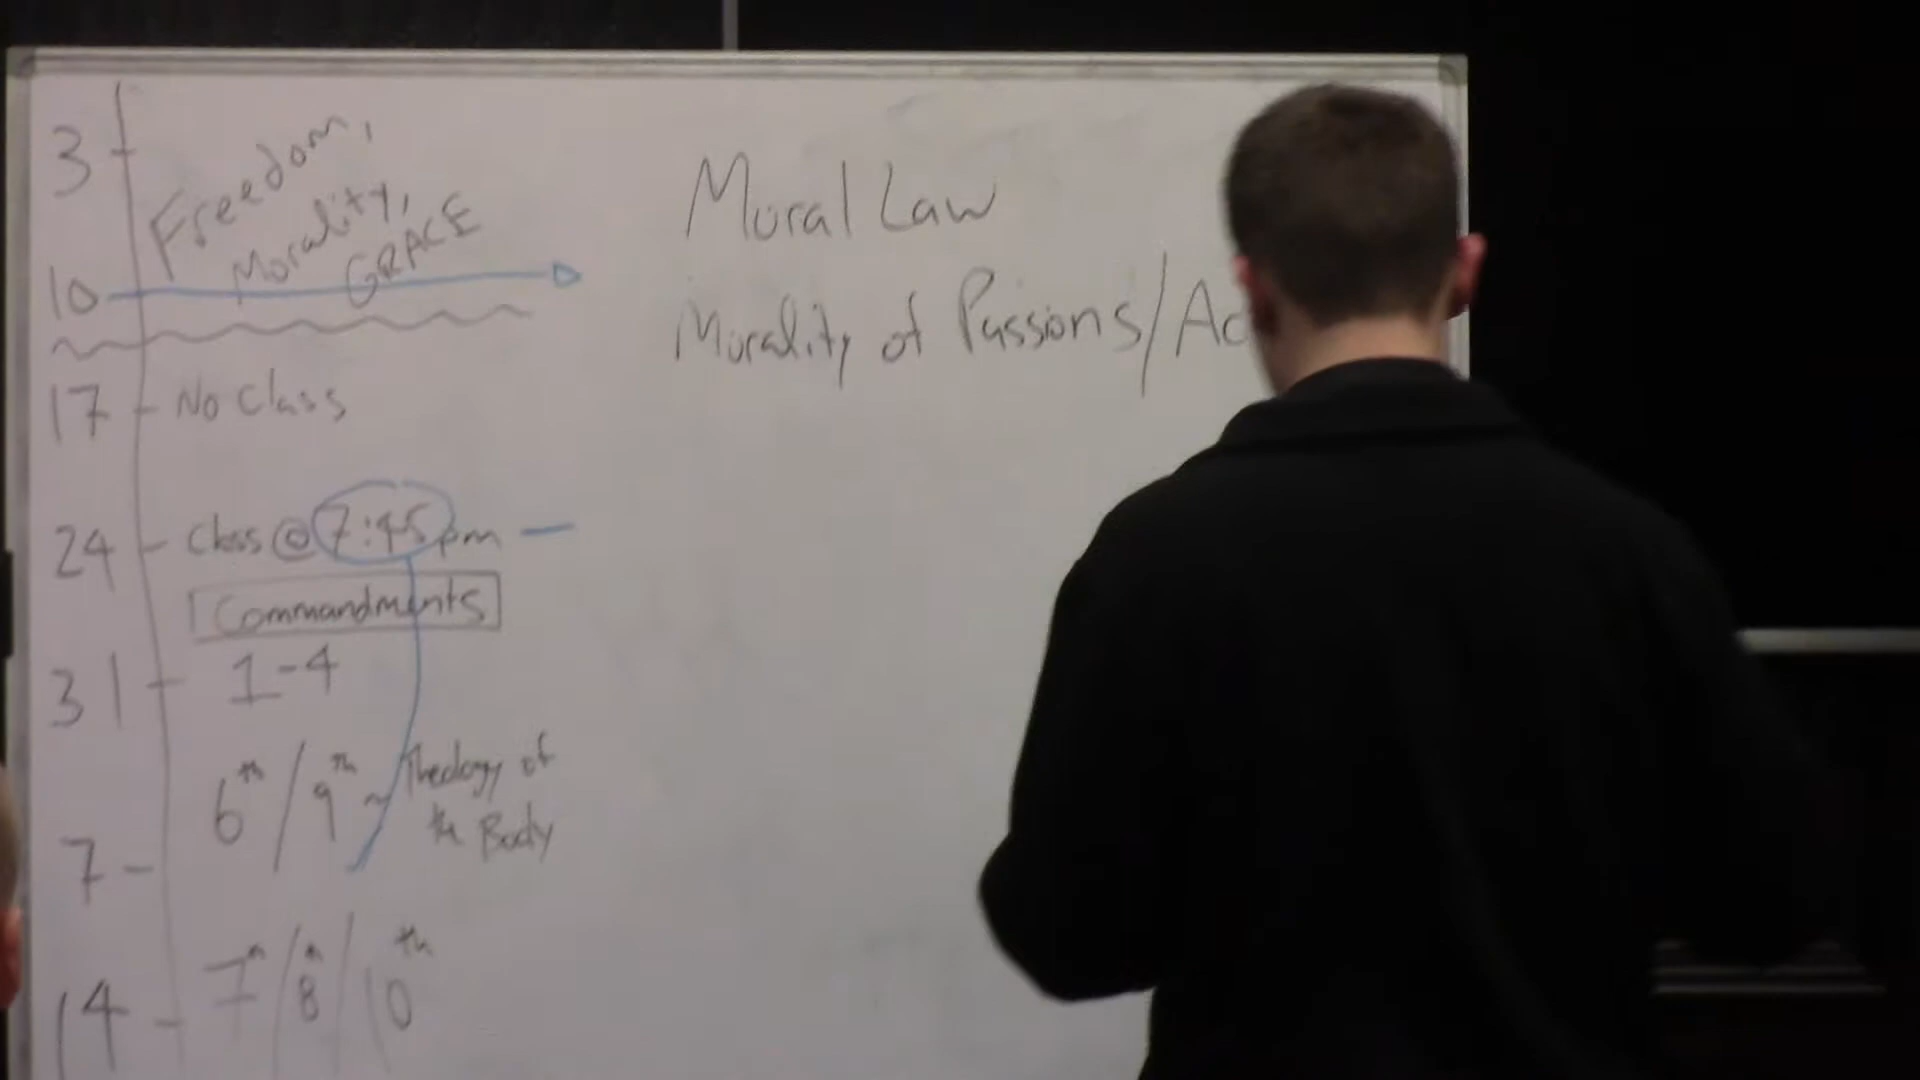 3
Freedom,
Morality,
GRACE
10
17 - No Class
24 - Class @ 7:45 pm -
Commandments
31 - 1-4
6th / 9th ~ Theology of
the Body
7 -
14 - 7th / 8th / 10th
Moral Law
Morality of Passions/